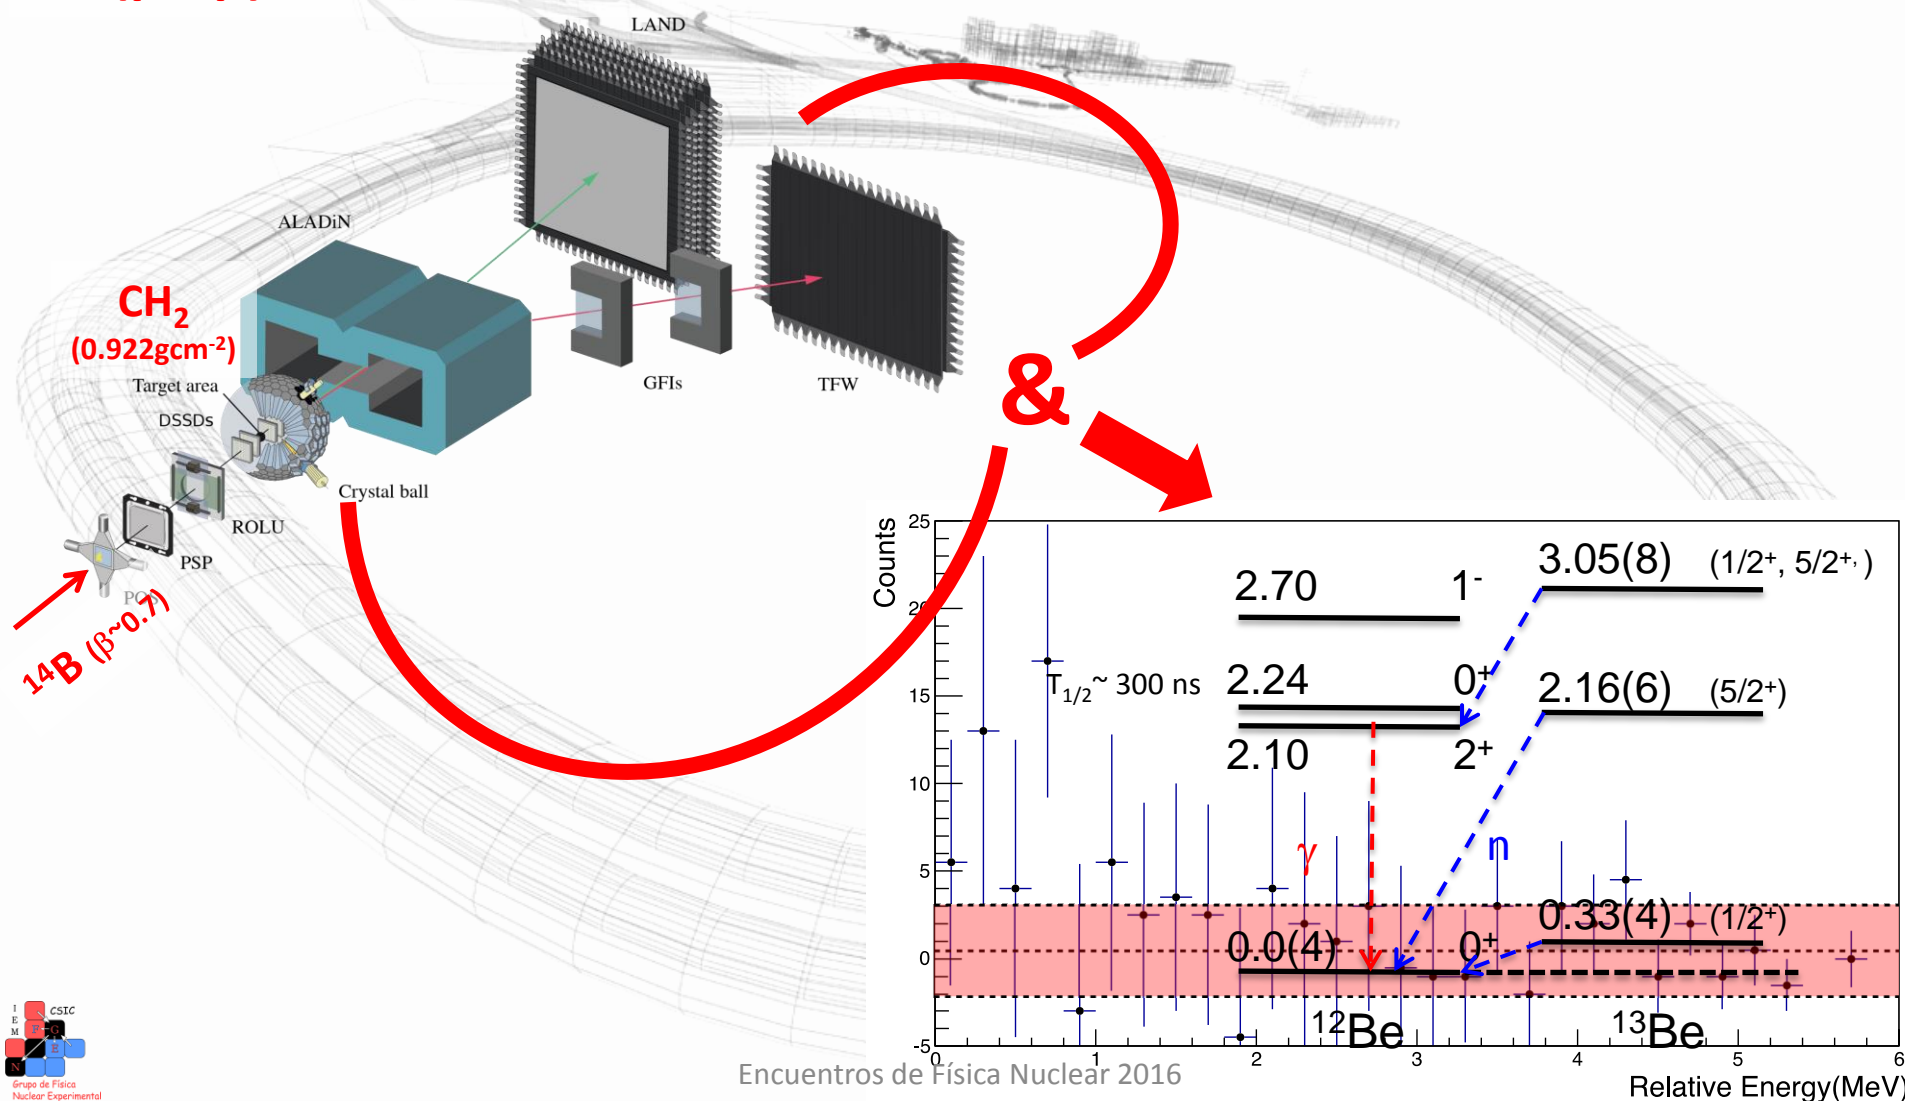 LAND
ALADiN
CH2
(0.922gcm-2)
Target area
DSSDs
GFIs
TFW
&
Crystal ball
ROLU
PSP
POS
14B (β~0.7)
Counts
25
20
15
10
5
0
-5
3.05(8) (1/2+, 5/2+,)
2.70 1-
T1/2~ 300 ns 2.24 0+
2.16(6) (5/2+)
2.10 2+
γ
n
0.33(4) (1/2+)
0.0(4) 0+
12Be
13Be
0 1 2 3 4 5 6
Relative Energy(MeV)
I
E
M
CSIC
F
G
E
N
Grupo de Física
Nuclear Experimental
Encuentros de Física Nuclear 2016